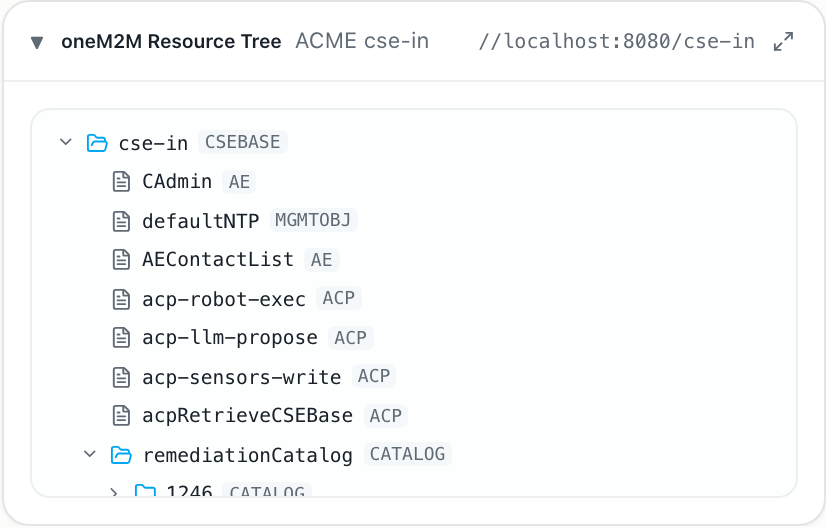 oneM2M Resource Tree ACME cse-in //localhost:8080/cse-in
cse-in CSEBASE
CAdmin AE
defaultNTP MGMTOBJ
AEContactList AE
acp-robot-exec ACP
acp-llm-propose ACP
acp-sensors-write ACP
acpRetrieveCSEBase ACP
remediationCatalog CATALOG
1246 CATALOG